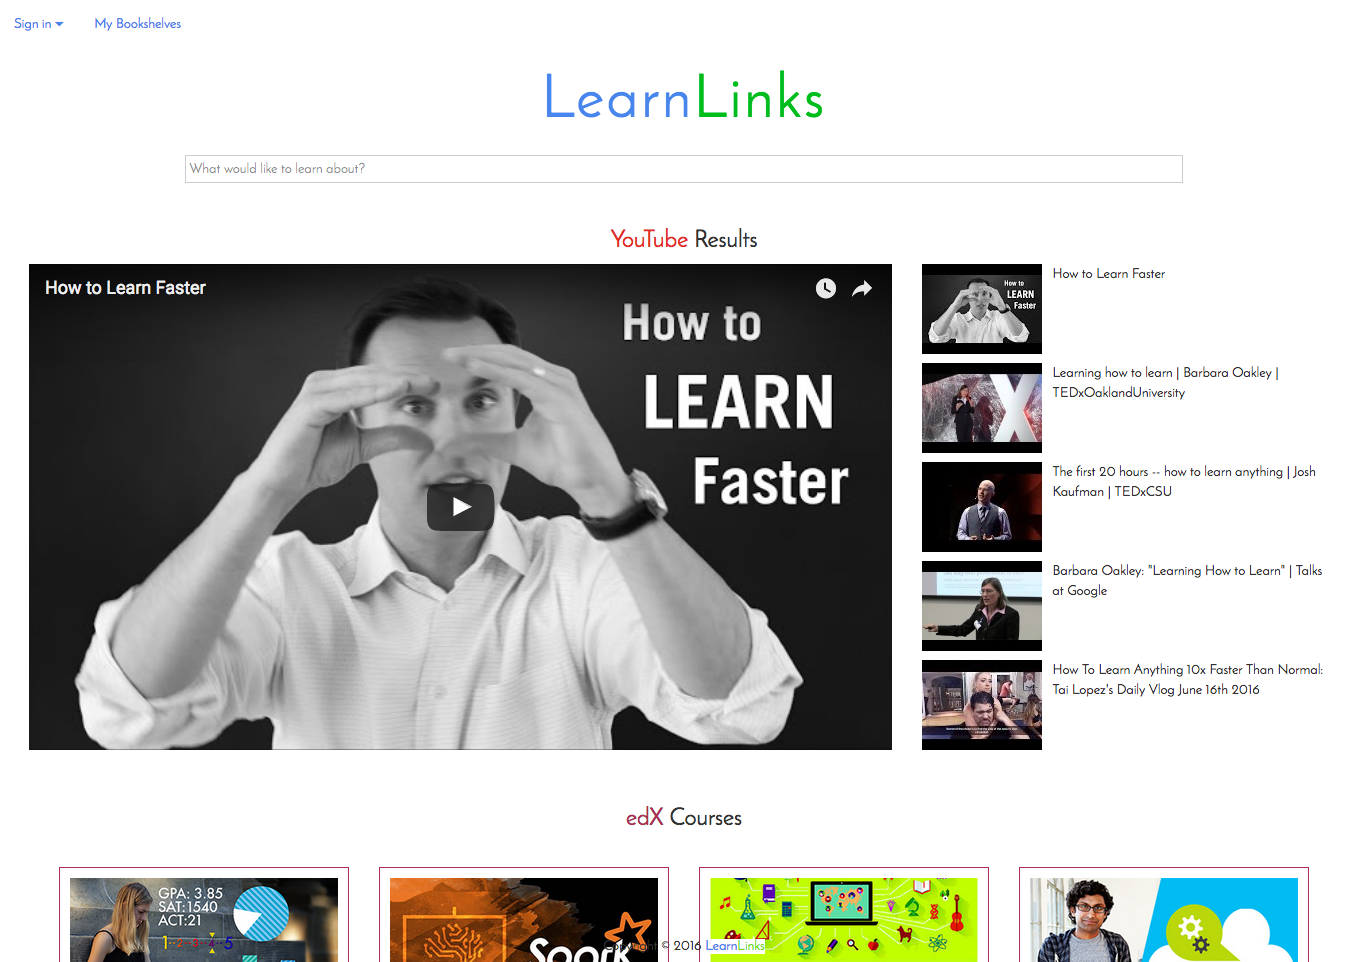 Sign in
My Bookshelves
LearnLinks
What would like to learn about?
YouTube Results
How to Learn Faster
How to
LEARN
Faster
How to
LEARN
Faster
How to Learn Faster
X
Learning how to learn | Barbara Oakley |
TEDxOaklandUniversity
The first 20 hours -- how to learn anything | Josh
Kaufman | TEDxCSU
Barbara Oakley: "Learning How to Learn" | Talks
at Google
How To Learn Anything 10x Faster Than Normal:
Tai Lopez's Daily Vlog June 16th 2016
edX Courses
GPA: 3.85
SAT:1540
ACT:21
1··2··3··4··5
Spark
Copyright © 2016 LearnLinks